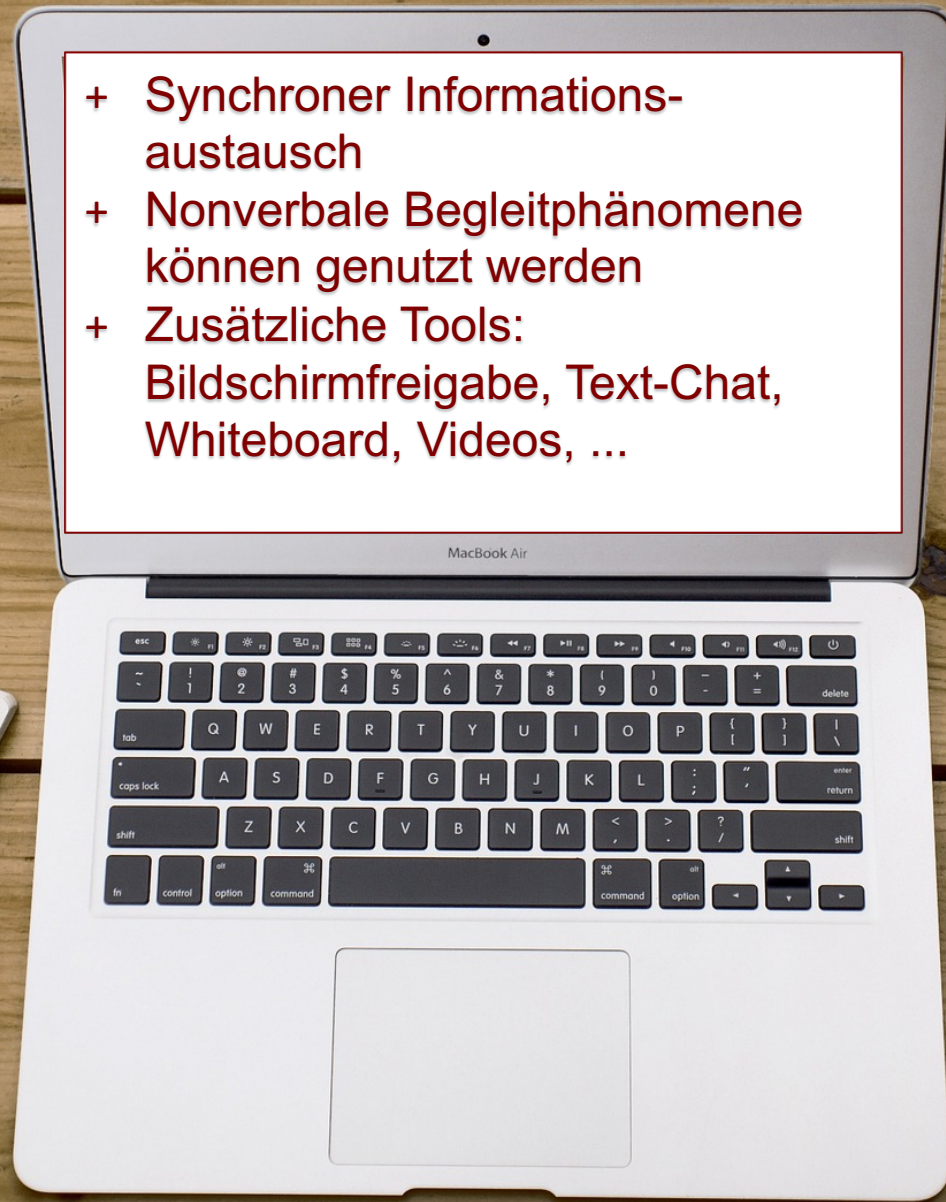 + Synchroner Informations-
austausch
+ Nonverbale Begleitphänomene
können genutzt werden
+ Zusätzliche Tools:
Bildschirmfreigabe, Text-Chat,
Whiteboard, Videos, ...
MacBook Air
esc F1 F2 F3 F4 F5 F6 F7 F8 F9 F10 F11 F12
~ ! @ # $ % ^ & * ( ) _ +
` 1 2 3 4 5 6 7 8 9 0 - = delete
tab Q W E R T Y U I O P { [ } ] | \
caps lock A S D F G H J K L : ; " ' enter return
shift Z X C V B N M < , > . ? / shift
fn control alt option ⌘ command ⌘ command alt option